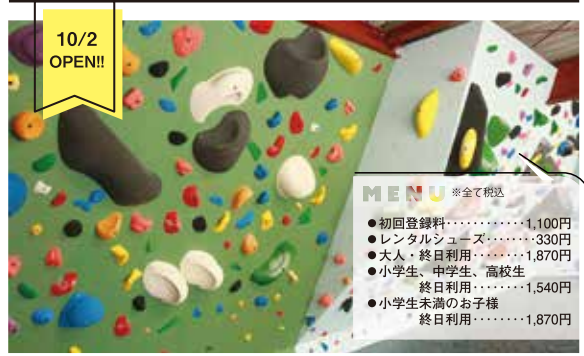 10/2
OPEN!!
MENU ※全て税込
●初回登録料············1,100円
●レンタルシューズ········330円
●大人・終日利用········1,870円
●小学生、中学生、高校生
終日利用········1,540円
●小学生未満のお子様
終日利用········1,870円